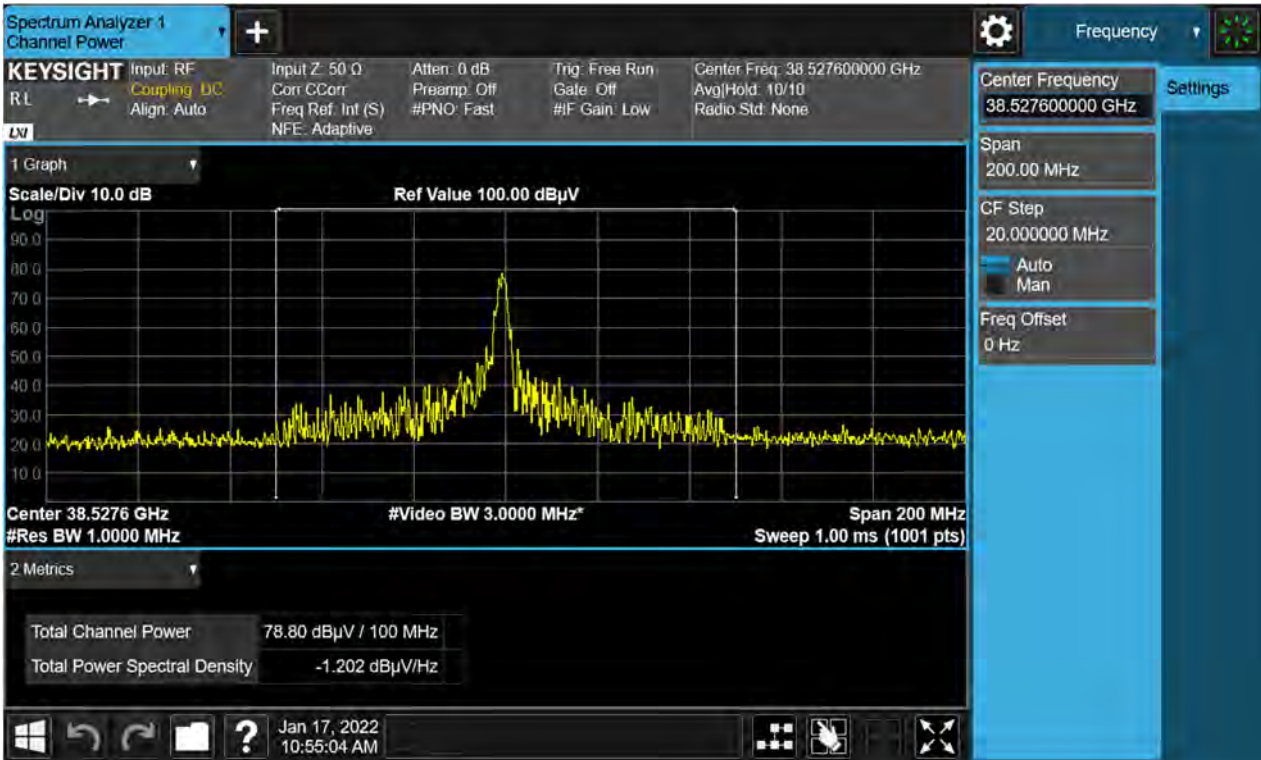 Spectrum Analyzer 1
Channel Power
+
Frequency
KEYSIGHT
RL
LXI
Input: RF
Coupling: DC
Align: Auto
Input Z: 50 Ω
Corr CCorr
Freq Ref: Int (S)
NFE: Adaptive
Atten: 0 dB
Preamp: Off
#PNO: Fast
Trig: Free Run
Gate: Off
#IF Gain: Low
Center Freq: 38.527600000 GHz
Avg|Hold: 10/10
Radio Std: None
Center Frequency
38.527600000 GHz
Settings
Span
200.00 MHz
CF Step
20.000000 MHz
Auto
Man
Freq Offset
0 Hz
1 Graph
Scale/Div 10.0 dB
Ref Value 100.00 dBµV
Log
90.0
80.0
70.0
60.0
50.0
40.0
30.0
20.0
10.0
Center 38.5276 GHz
#Video BW 3.0000 MHz*
Span 200 MHz
#Res BW 1.0000 MHz
Sweep 1.00 ms (1001 pts)
2 Metrics
Total Channel Power 78.80 dBµV / 100 MHz
Total Power Spectral Density -1.202 dBµV/Hz
?
Jan 17, 2022
10:55:04 AM